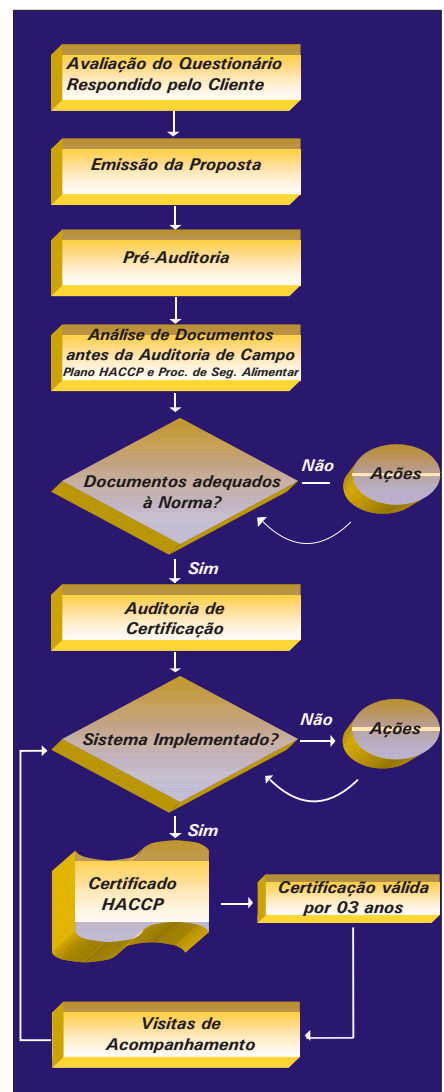 Avaliação do Questionário
Respondido pelo Cliente
Emissão da Proposta
Pré-Auditoria
Análise de Documentos
antes da Auditoria de Campo
Plano HACCP e Proc. de Seg. Alimentar
Documentos adequados
à Norma?
Não
Ações
Sim
Auditoria de
Certificação
Sistema Implementado?
Não
Ações
Sim
Certificado
HACCP
Certificação válida
por 03 anos
Visitas de
Acompanhamento